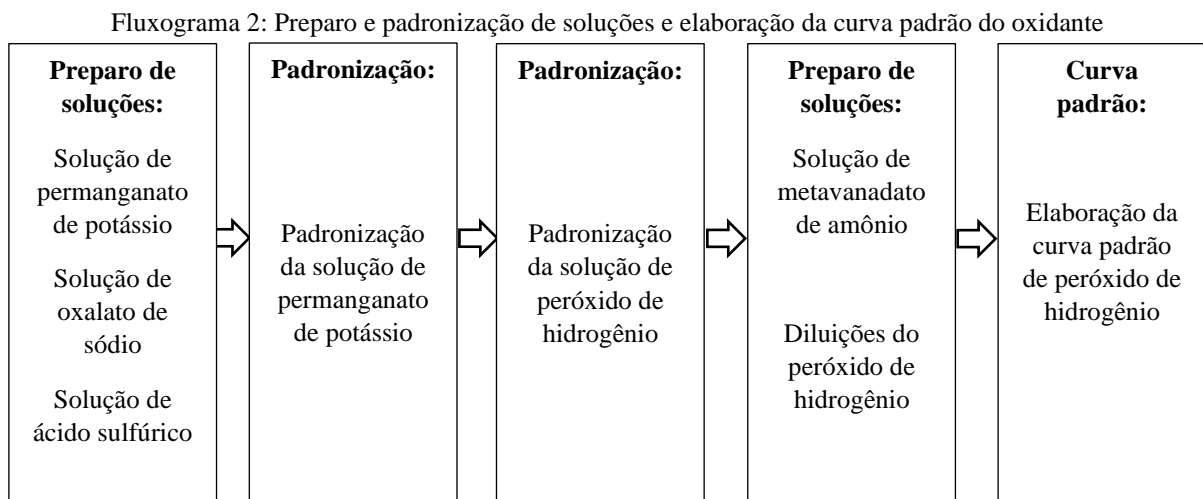 Fluxograma 2: Preparo e padronização de soluções e elaboração da curva padrão do oxidante
Preparo de
soluções:
Solução de
permanganato
de potássio
Solução de
oxalato de
sódio
Solução de
ácido sulfúrico
Padronização:
Padronização
da solução de
permanganato
de potássio
Padronização:
Padronização
da solução de
peróxido de
hidrogênio
Preparo de
soluções:
Solução de
metavanadato
de amônio
Diluições do
peróxido de
hidrogênio
Curva
padrão:
Elaboração da
curva padrão
de peróxido de
hidrogênio